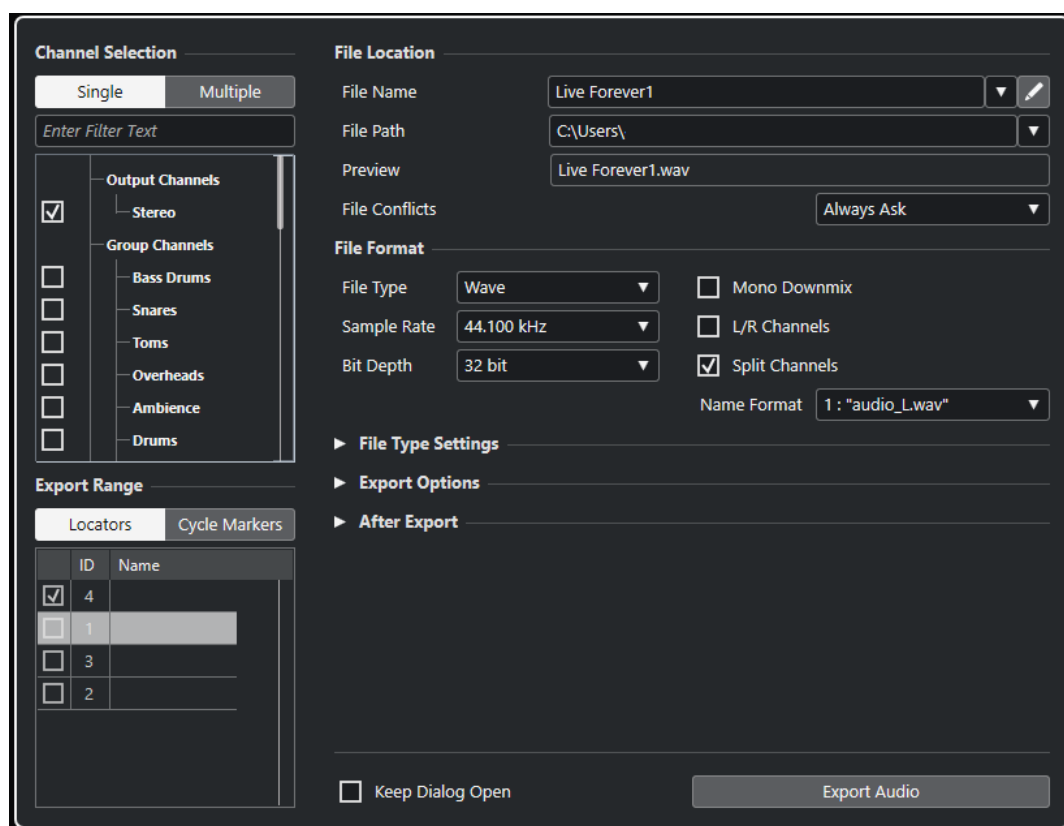 Channel Selection
Single Multiple
Enter Filter Text
Output Channels
Stereo
Group Channels
Bass Drums
Snares
Toms
Overheads
Ambience
Drums
Export Range
Locators Cycle Markers
ID Name
4
1
3
2
File Location
File Name Live Forever1
File Path C:\Users\
Preview Live Forever1.wav
File Conflicts Always Ask
File Format
File Type Wave Mono Downmix
Sample Rate 44.100 kHz L/R Channels
Bit Depth 32 bit Split Channels
Name Format 1 : "audio_L.wav"
File Type Settings
Export Options
After Export
Keep Dialog Open Export Audio